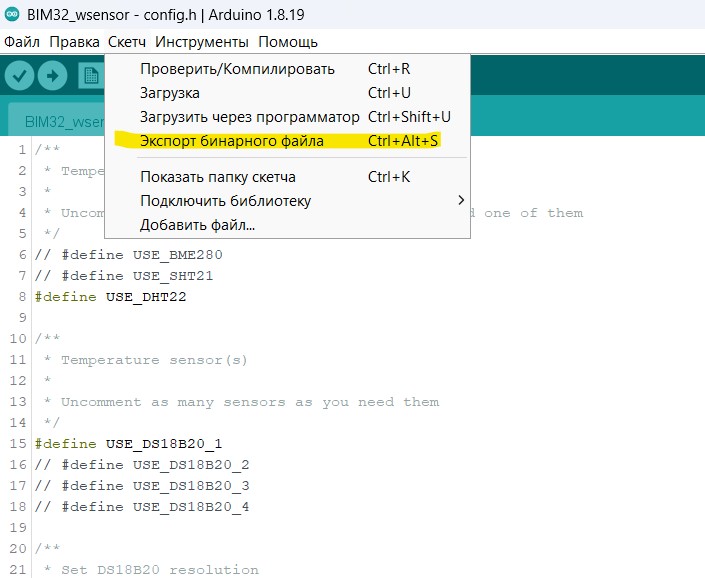 BIM32_wsensor - config.h | Arduino 1.8.19
Файл Правка Скетч Инструменты Помощь
Проверить/Компилировать Ctrl+R
Загрузка Ctrl+U
Загрузить через программатор Ctrl+Shift+U
Экспорт бинарного файла Ctrl+Alt+S
Показать папку скетча Ctrl+K
Подключить библиотеку
Добавить файл...
1 /**
2 *
3 *
4 * one of them
5 */
6 // #define USE_BME280
7 // #define USE_SHT21
8 #define USE_DHT22
9
10 /**
11 * Temperature sensor(s)
12 *
13 * Uncomment as many sensors as you need them
14 */
15 #define USE_DS18B20_1
16 // #define USE_DS18B20_2
17 // #define USE_DS18B20_3
18 // #define USE_DS18B20_4
19
20 /**
21 * Set DS18B20 resolution